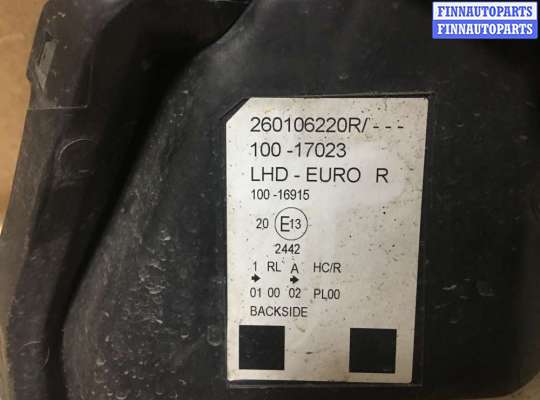 FINNAUTOPARTS
FINNAUTOPARTS
260106220R/ - - -
100 -17023
LHD - EURO R
100 -16915
20 E13
2442
1 RL A HC/R
01 00 02 PL00
BACKSIDE